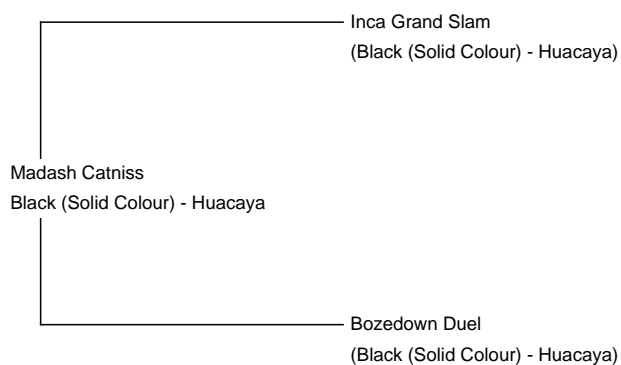 Inca Grand Slam
(Black (Solid Colour) - Huacaya)
Madash Catniss
Black (Solid Colour) - Huacaya
Bozedown Duel
(Black (Solid Colour) - Huacaya)